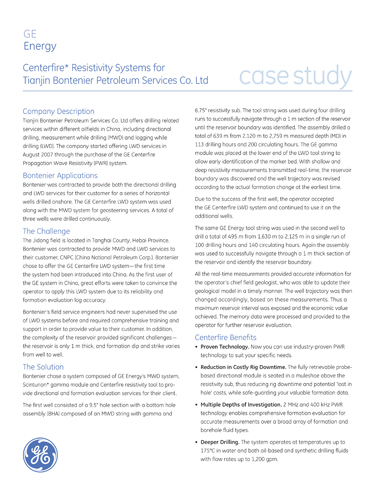 GE
Energy
Centerfire* Resistivity Systems for
Tianjin Bontenier Petroleum Services Co. Ltd
case study
Company Description
Tianjin Bontenier Petroleum Services Co. Ltd offers drilling related
services within different oilfields in China, including directional
drilling, measurement while drilling (MWD) and logging while
drilling (LWD). The company started offering LWD services in
August 2007 through the purchase of the GE Centerfire
Propagation Wave Resistivity (PWR) system.
Bontenier Applications
Bontenier was contracted to provide both the directional drilling
and LWD services for their customer for a series of horizontal
wells drilled onshore. The GE Centerfire LWD system was used
along with the MWD system for geosteering services. A total of
three wells were drilled continuously.
The Challenge
The Jidong field is located in Tanghai County, Hebei Province.
Bontenier was contracted to provide MWD and LWD services to
their customer, CNPC (China National Petroleum Corp.). Bontenier
chose to offer the GE Centerfire LWD system—the first time
the system had been introduced into China. As the first user of
the GE system in China, great efforts were taken to convince the
operator to apply this LWD system due to its reliability and
formation evaluation log accuracy.
Bontenier's field service engineers had never supervised the use
of LWD systems before and required comprehensive training and
support in order to provide value to their customer. In addition,
the complexity of the reservoir provided significant challenges—
the reservoir is only 1 m thick, and formation dip and strike varies
from well to well.
The Solution
Bontenier chose a system composed of GE Energy's MWD system,
Scinturion* gamma module and Centerfire resistivity tool to pro-
vide directional and formation evaluation services for their client.
The first well consisted of a 9.5" hole section with a bottom hole
assembly (BHA) composed of an MWD string with gamma and
6.75" resistivity sub. The tool string was used during four drilling
runs to successfully navigate through a 1 m section of the reservoir
until the reservoir boundary was identified. The assembly drilled a
total of 639 m from 2,120 m to 2,759 m measured depth (MD) in
113 drilling hours and 200 circulating hours. The GE gamma
module was placed at the lower end of the LWD tool string to
allow early identification of the marker bed. With shallow and
deep resistivity measurements transmitted real-time, the reservoir
boundary was discovered and the well trajectory was revised
according to the actual formation change at the earliest time.
Due to the success of the first well, the operator accepted
the GE Centerfire LWD system and continued to use it on the
additional wells.
The same GE Energy tool string was used in the second well to
drill a total of 495 m from 1,630 m to 2,125 m in a single run of
100 drilling hours and 140 circulating hours. Again the assembly
was used to successfully navigate through a 1 m thick section of
the reservoir and identify the reservoir boundary.
All the real-time measurements provided accurate information for
the operator's chief field geologist, who was able to update their
geological model in a timely manner. The well trajectory was then
changed accordingly, based on these measurements. Thus a
maximum reservoir interval was exposed and the economic value
achieved. The memory data were processed and provided to the
operator for further reservoir evaluation.
Centerfire Benefits
• Proven Technology. Now you can use industry-proven PWR
technology to suit your specific needs.
• Reduction in Costly Rig Downtime. The fully retrievable probe-
based directional module is seated in a muleshoe above the
resistivity sub, thus reducing rig downtime and potential 'lost in
hole' costs, while safe-guarding your valuable formation data.
• Multiple Depths of Investigation. 2 MHz and 400 kHz PWR
technology enables comprehensive formation evaluation for
accurate measurements over a broad array of formation and
borehole fluid types.
• Deeper Drilling. The system operates at temperatures up to
175°C in water and both oil based and synthetic drilling fluids
with flow rates up to 1,200 gpm.